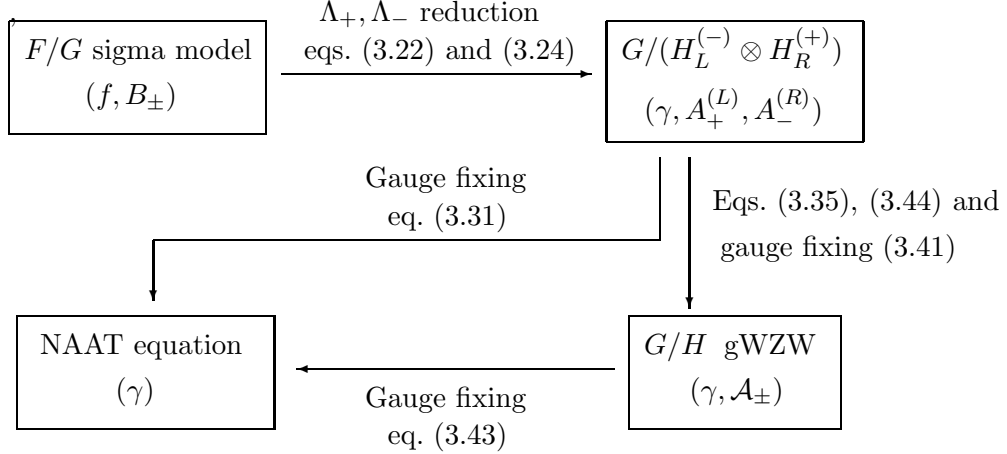 ,
F/G sigma model
(f, B±)
Λ+, Λ− reduction
eqs. (3.22) and (3.24)
G/(H_L^(−) ⊗ H_R^(+))
(γ, A_+^(L), A_−^(R))
Gauge fixing
eq. (3.31)
Eqs. (3.35), (3.44) and
gauge fixing (3.41)
NAAT equation
(γ)
Gauge fixing
eq. (3.43)
G/H gWZW
(γ, 𝒜±)